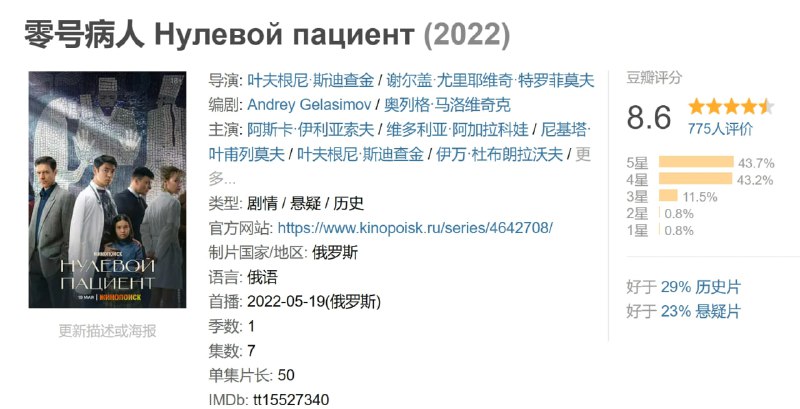 零号病人 Нулевой пациент (2022)
18+
КИНОПОИСК
НУЛЕВОЙ
ПАЦИЕНТ
19 МАЯ | КИНОПОИСК
更新描述或海报
导演: 叶夫根尼·斯迪查金 / 谢尔盖·尤里耶维奇·特罗菲莫夫
编剧: Andrey Gelasimov / 奥列格·马洛维奇克
主演: 阿斯卡·伊利亚索夫 / 维多利亚·阿加拉科娃 / 尼基塔·
叶甫列莫夫 / 叶夫根尼·斯迪查金 / 伊万·杜布朗拉沃夫 / 更
多...
类型: 剧情 / 悬疑 / 历史
官方网站: https://www.kinopoisk.ru/series/4642708/
制片国家/地区: 俄罗斯
语言: 俄语
首播: 2022-05-19(俄罗斯)
季数: 1
集数: 7
单集片长: 50
IMDb: tt15527340
豆瓣评分
8.6
775人评价
5星 43.7%
4星 43.2%
3星 11.5%
2星 0.8%
1星 0.8%
好于 29% 历史片
好于 23% 悬疑片